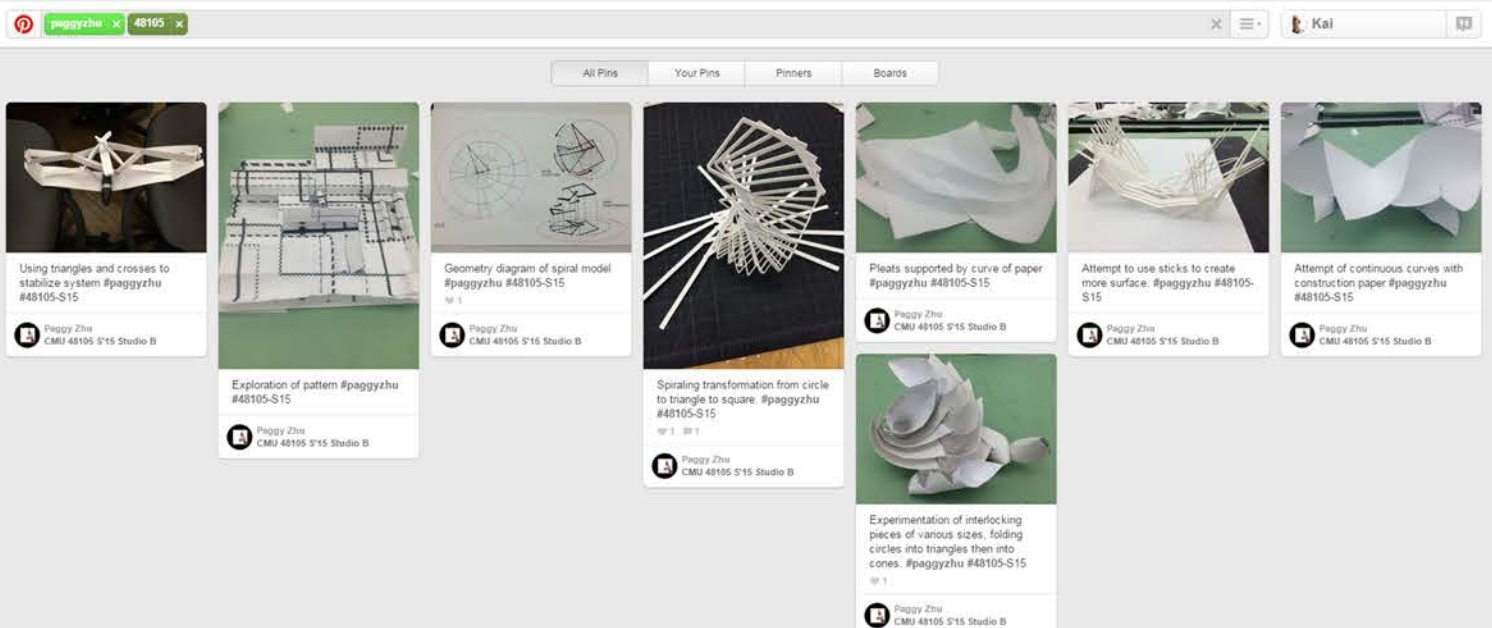 paggyzhu × 48105 ×
Kai
All Pins
Your Pins
Pinners
Boards
Using triangles and crosses to
stabilize system #paggyzhu
#48105-S15
Paggy Zhu
CMU 48105 S'15 Studio B
Exploration of pattern #paggyzhu
#48105-S15
Paggy Zhu
CMU 48105 S'15 Studio B
Geometry diagram of spiral model
#paggyzhu #48105-S15
1
Paggy Zhu
CMU 48105 S'15 Studio B
Spiraling transformation from circle
to triangle to square. #paggyzhu
#48105-S15
1 1
Paggy Zhu
CMU 48105 S'15 Studio B
Pleats supported by curve of paper
#paggyzhu #48105-S15
Paggy Zhu
CMU 48105 S'15 Studio B
Experimentation of interlocking
pieces of various sizes, folding
circles into triangles then into
cones. #paggyzhu #48105-S15
1
Paggy Zhu
CMU 48105 S'15 Studio B
Attempt to use sticks to create
more surface. #paggyzhu #48105-
S15
Paggy Zhu
CMU 48105 S'15 Studio B
Attempt of continuous curves with
construction paper #paggyzhu
#48105-S15
Paggy Zhu
CMU 48105 S'15 Studio B